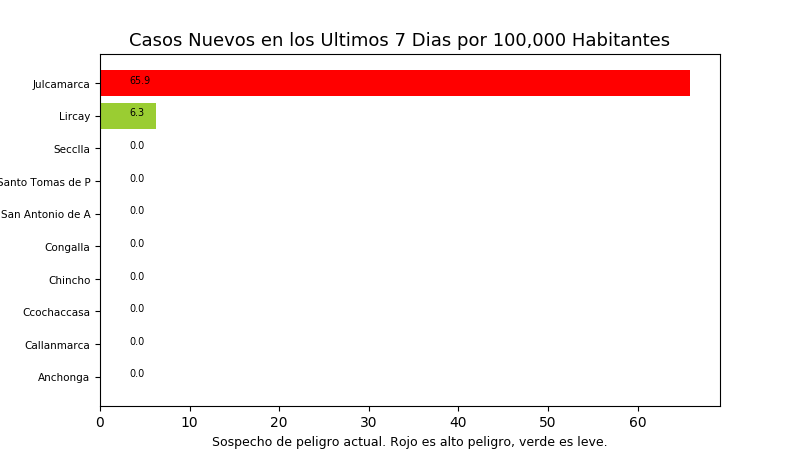 Casos Nuevos en los Ultimos 7 Dias por 100,000 Habitantes
Julcamarca 65.9
Lircay 6.3
Secclla 0.0
Santo Tomas de P 0.0
San Antonio de A 0.0
Congalla 0.0
Chincho 0.0
Ccochaccasa 0.0
Callanmarca 0.0
Anchonga 0.0
0 10 20 30 40 50 60
Sospecho de peligro actual. Rojo es alto peligro, verde es leve.